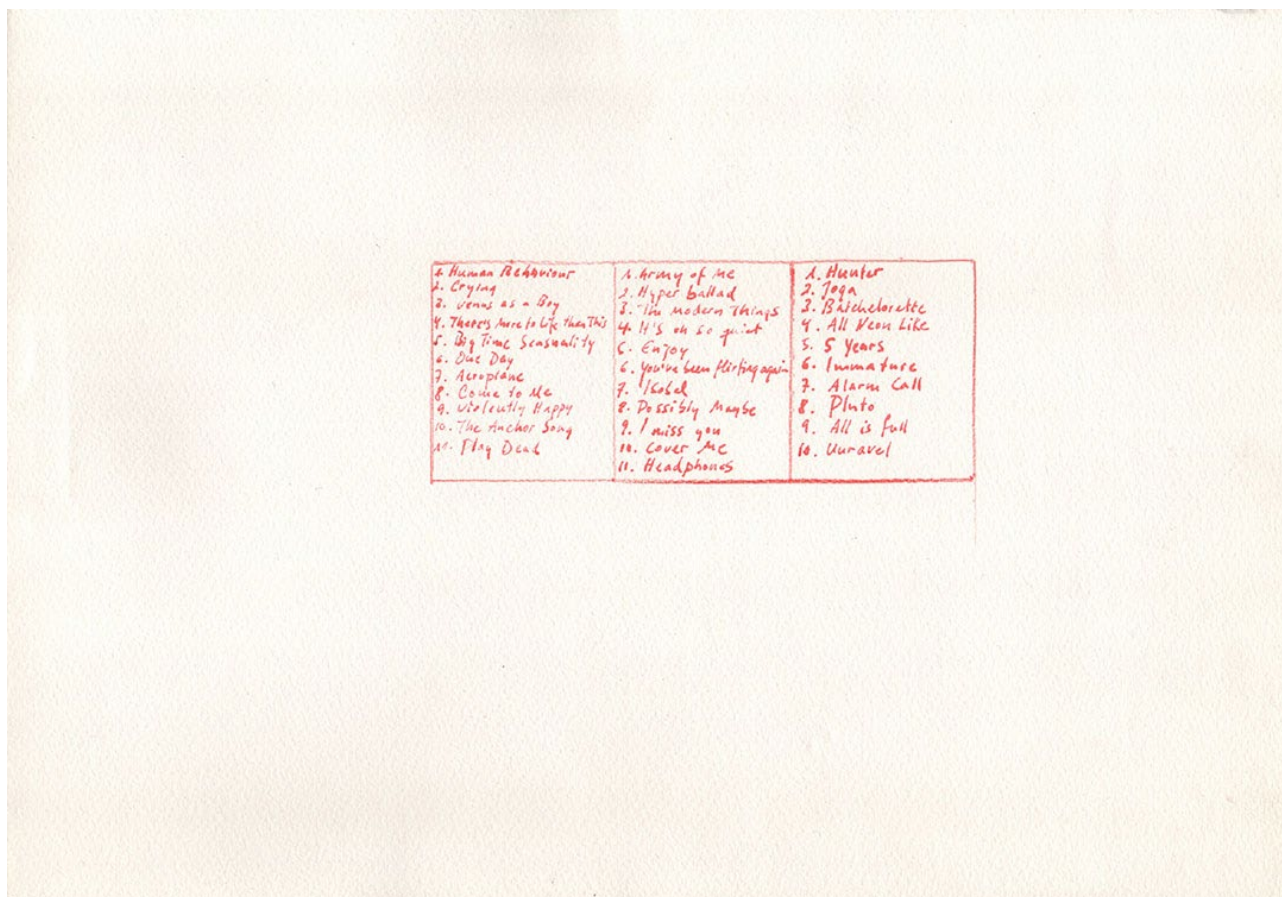 1. Human Behaviour
2. Crying
3. Venus as a Boy
4. There's more to life than This
5. Big Time Sensuality
6. One Day
7. Aeroplane
8. Come to Me
9. Violently Happy
10. The Anchor Song
11. Play Dead
1. Army of Me
2. Hyper ballad
3. The Modern Things
4. It's oh so quiet
5. Enjoy
6. You've been flirting again
7. Isobel
8. Possibly Maybe
9. I miss you
10. Cover Me
11. Headphones
1. Hunter
2. Joga
3. Batchelorette
4. All Neon Like
5. 5 Years
6. Immature
7. Alarm Call
8. Pluto
9. All is full
10. Unravel